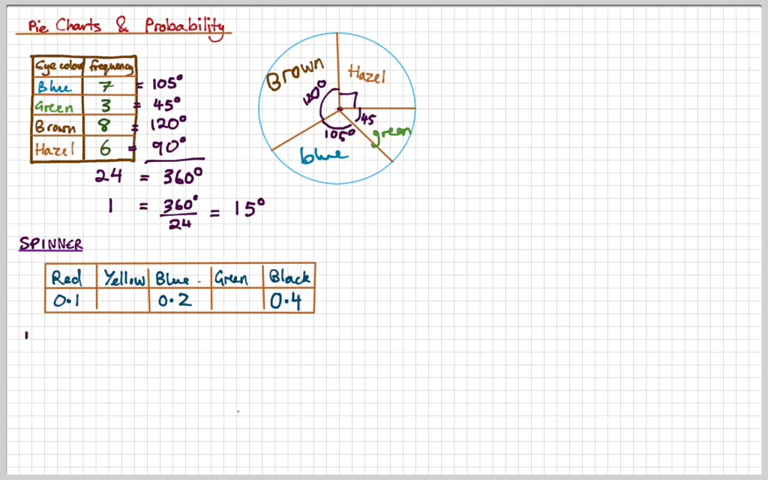 Pie Charts & Probability
Eye colour frequency
Blue 7 = 105°
Green 3 = 45°
Brown 8 = 120°
Hazel 6 = 90°
24 = 360°
1 = 360°/24 = 15°
Brown
Hazel
120°
45
105°
green
blue
SPINNER
Red Yellow Blue Green Black
0.1 0.2 0.4